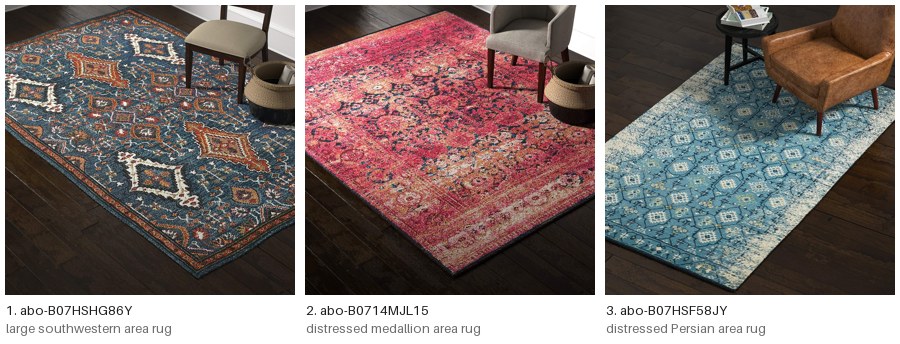 1. abo-B07HSHG86Y
large southwestern area rug
2. abo-B0714MJL15
distressed medallion area rug
3. abo-B07HSF58JY
distressed Persian area rug